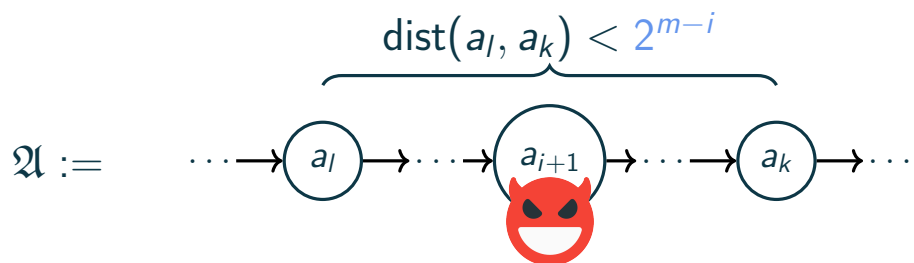 dist(a_l, a_k) < 2^{m−i}
𝔄 := ··· a_l ··· a_{i+1} ··· a_k ···